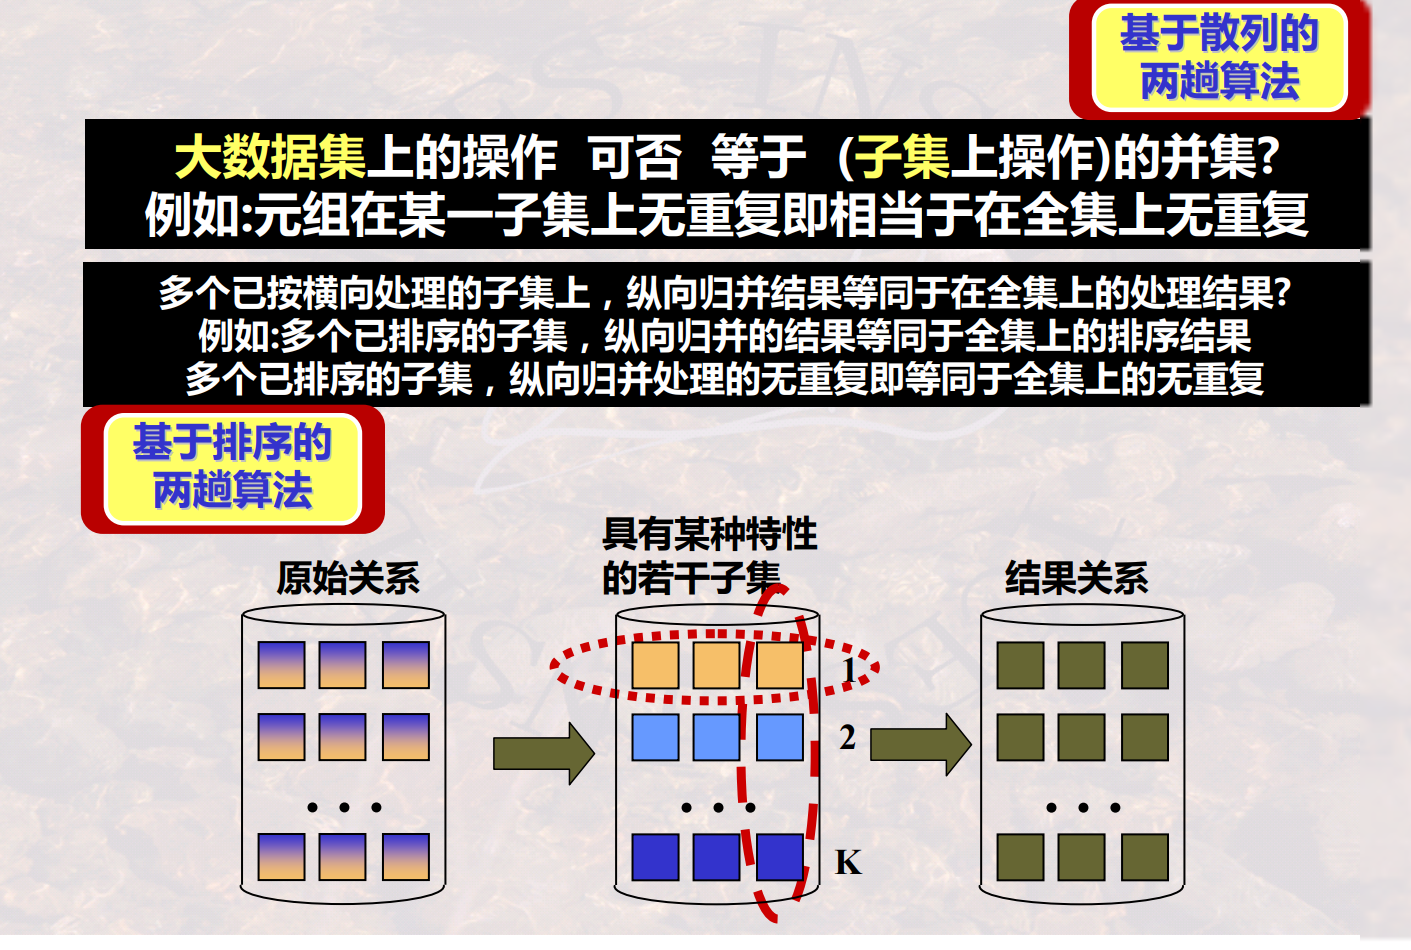 基于散列的
两趟算法
大数据集上的操作 可否 等于 (子集上操作)的并集?
例如:元组在某一子集上无重复即相当于在全集上无重复
多个已按横向处理的子集上，纵向归并结果等同于在全集上的处理结果?
例如:多个已排序的子集，纵向归并的结果等同于全集上的排序结果
多个已排序的子集，纵向归并处理的无重复即等同于全集上的无重复
基于排序的
两趟算法
具有某种特性
的若干子集
原始关系
结果关系
1
2
• • •
• • •
• • •
K